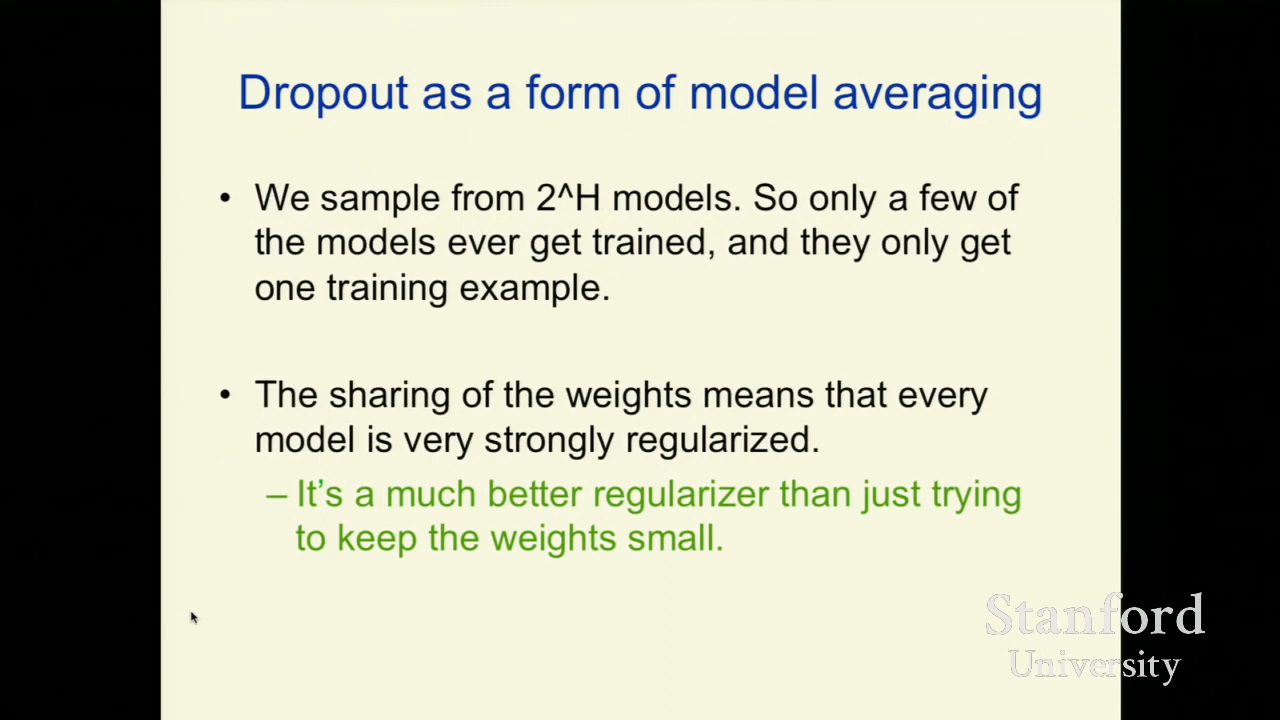 Dropout as a form of model averaging
• We sample from 2^H models. So only a few of
the models ever get trained, and they only get
one training example.
• The sharing of the weights means that every
model is very strongly regularized.
– It's a much better regularizer than just trying
to keep the weights small.
Stanford
University